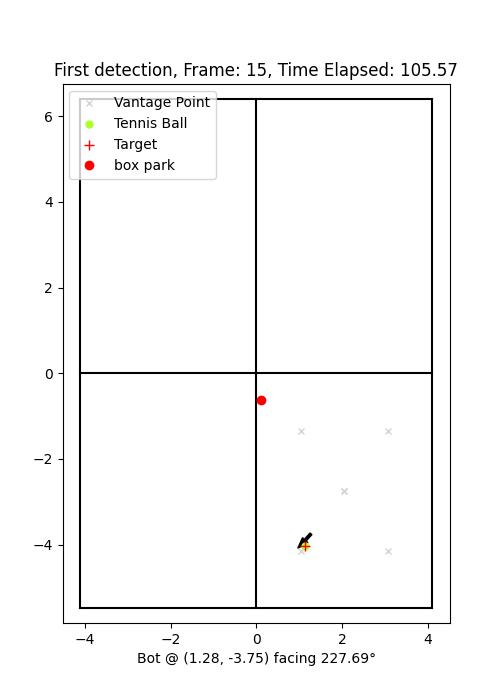 First detection, Frame: 15, Time Elapsed: 105.57
Vantage Point
Tennis Ball
Target
box park
6
4
2
0
−2
−4
−4
−2
0
2
4
Bot @ (1.28, -3.75) facing 227.69°